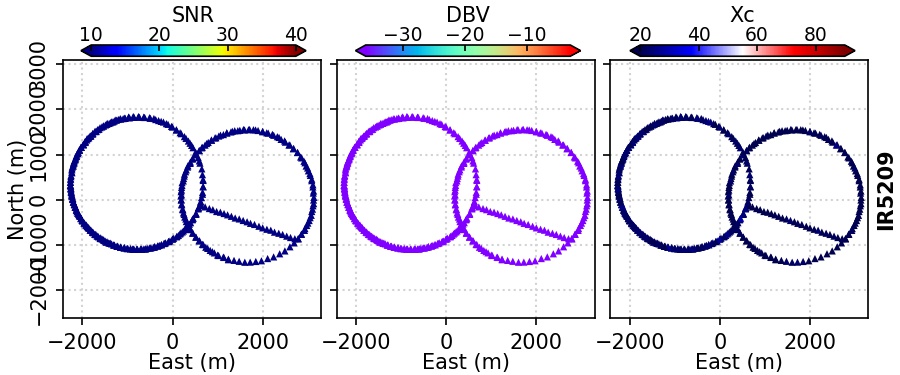 SNR DBV Xc
10 20 30 40 −30 −20 −10 20 40 60 80
3000
2000
1000
0
−1000
−2000
North (m)
−2000 0 2000 −2000 0 2000 −2000 0 2000
East (m) East (m) East (m)
IR5209